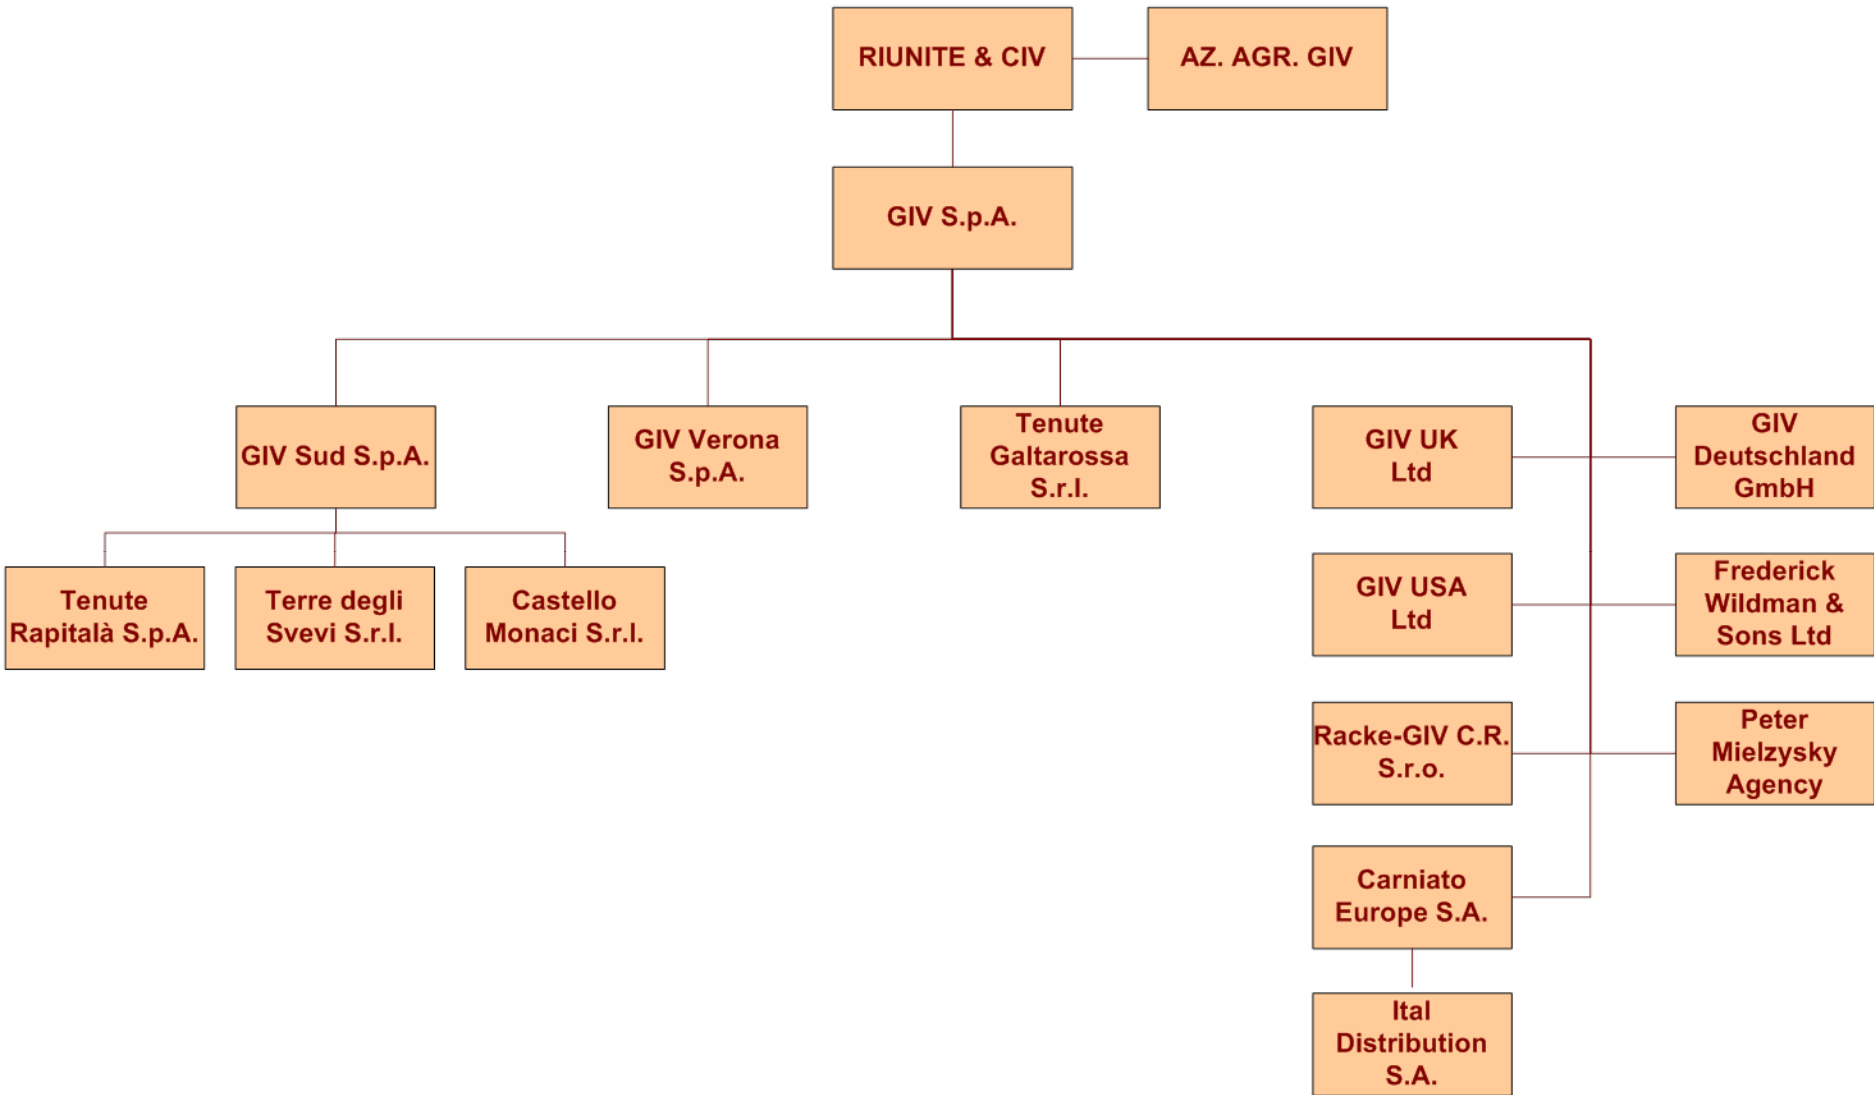 RIUNITE & CIV
AZ. AGR. GIV
GIV S.p.A.
GIV Sud S.p.A.
GIV Verona
S.p.A.
Tenute
Galtarossa
S.r.l.
GIV UK
Ltd
GIV
Deutschland
GmbH
Tenute
Rapitalà S.p.A.
Terre degli
Svevi S.r.l.
Castello
Monaci S.r.l.
GIV USA
Ltd
Frederick
Wildman &
Sons Ltd
Racke-GIV C.R.
S.r.o.
Peter
Mielzysky
Agency
Carniato
Europe S.A.
Ital
Distribution
S.A.